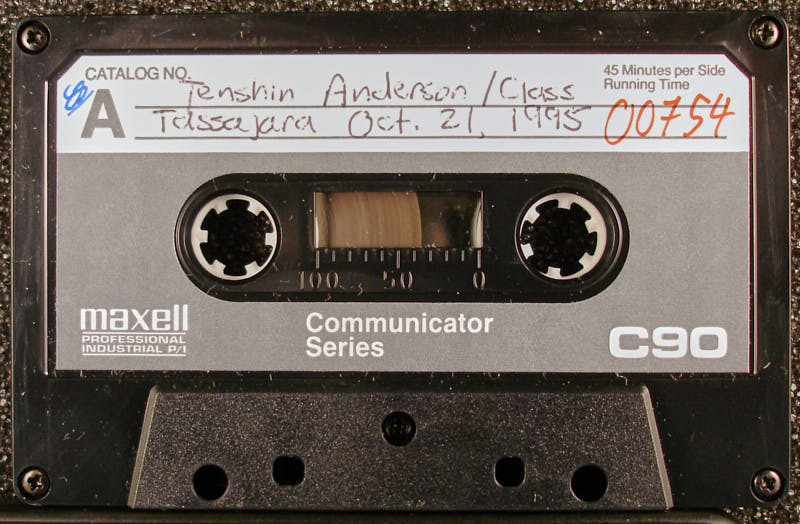 CATALOG NO. Tenshin Anderson / Class
45 Minutes per Side
Running Time
A Tassajara Oct. 21, 1995 00754
100 50 0
maxell
PROFESSIONAL
INDUSTRIAL P/I
Communicator
Series
C90